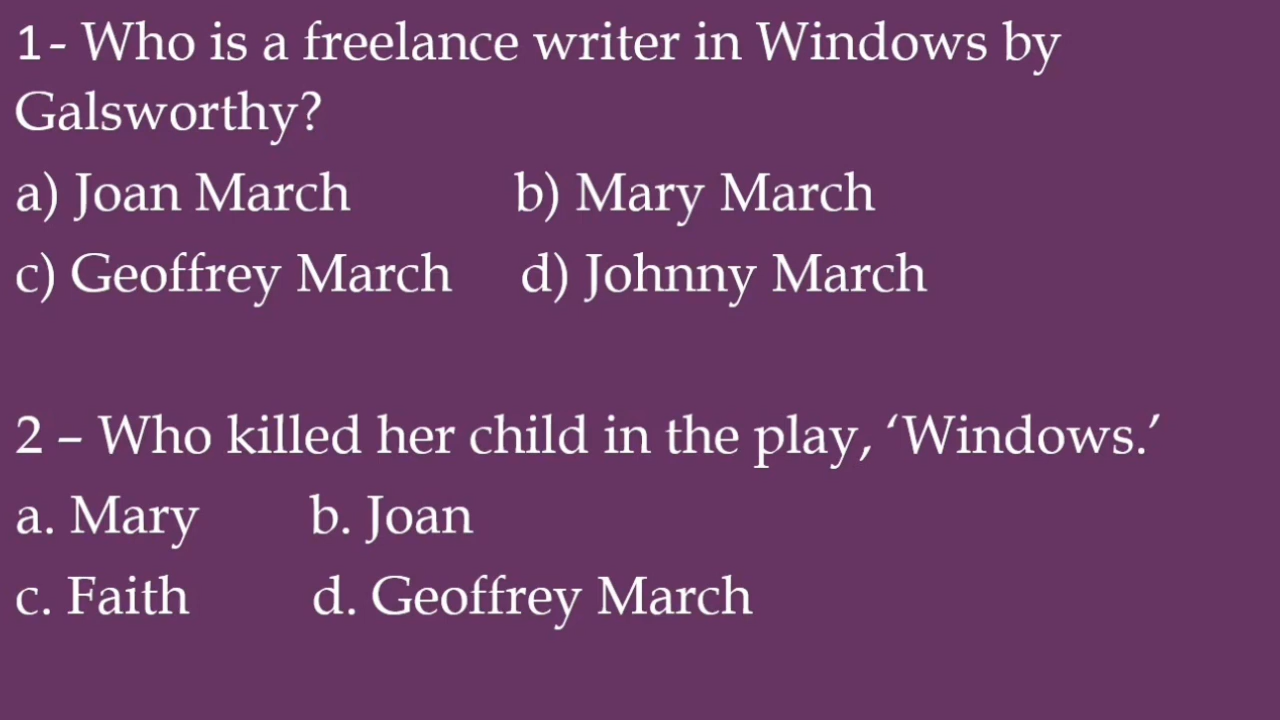 1- Who is a freelance writer in Windows by
Galsworthy?
a) Joan March b) Mary March
c) Geoffrey March d) Johnny March
2 – Who killed her child in the play, ‘Windows.’
a. Mary b. Joan
c. Faith d. Geoffrey March